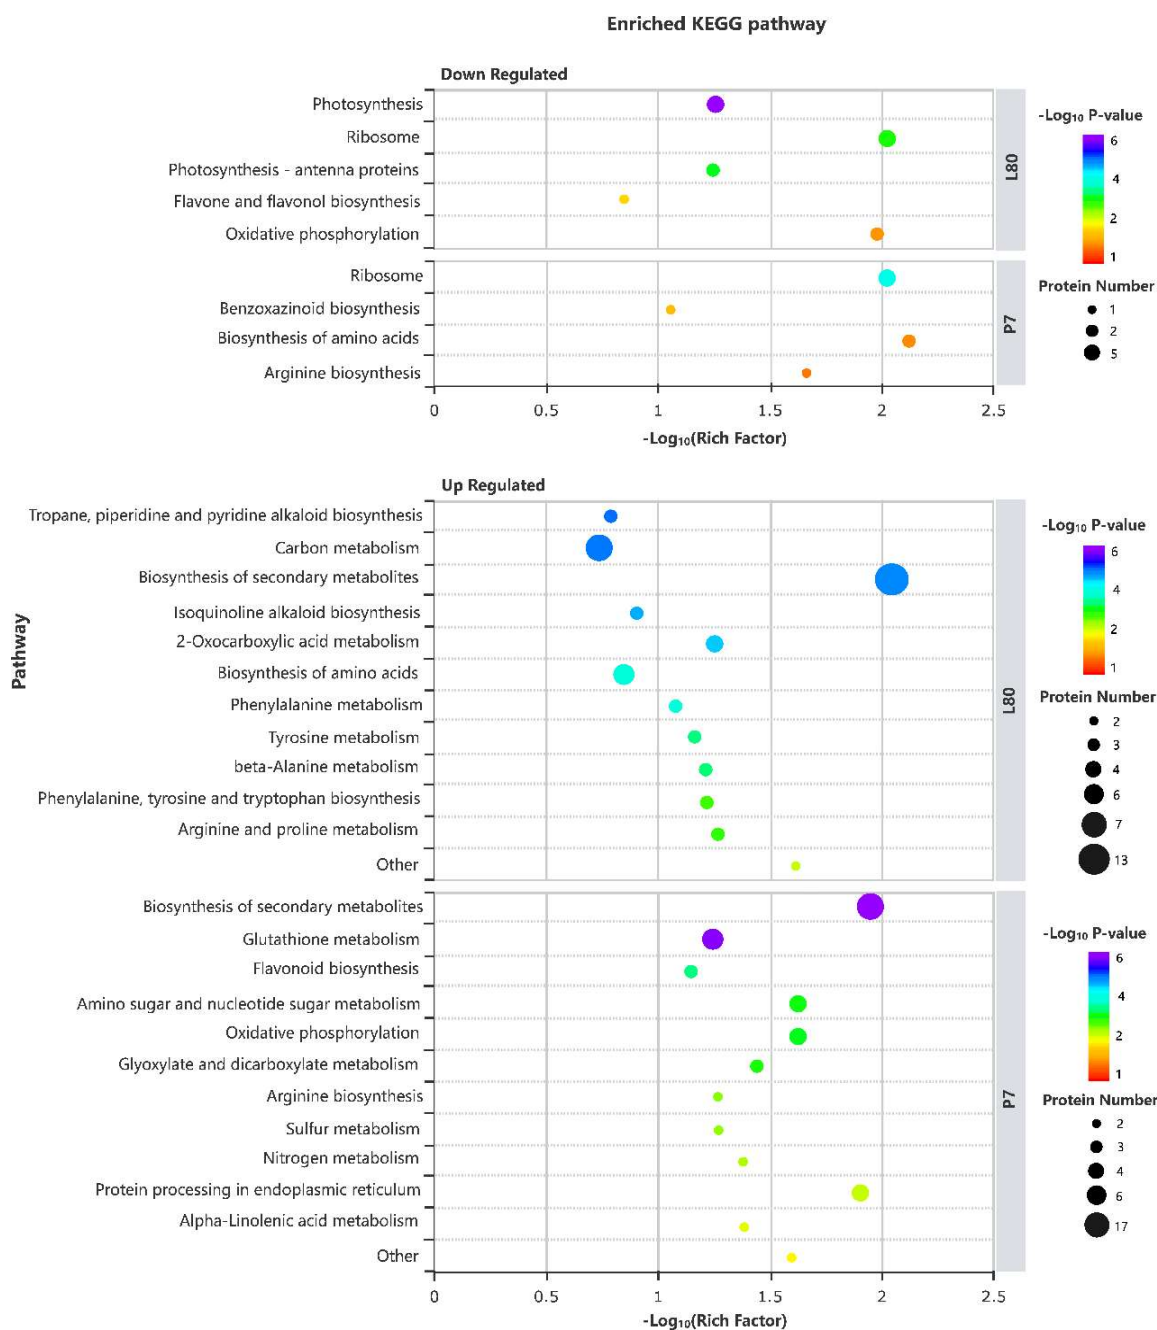 Enriched KEGG pathway
Down Regulated
Photosynthesis
Ribosome
Photosynthesis - antenna proteins
Flavone and flavonol biosynthesis
Oxidative phosphorylation
L80
Ribosome
Benzoxazinoid biosynthesis
Biosynthesis of amino acids
Arginine biosynthesis
P7
0 0.5 1 1.5 2 2.5
-Log₁₀(Rich Factor)
-Log₁₀ P-value
6
4
2
1
Protein Number
1
2
5
Pathway
Up Regulated
Tropane, piperidine and pyridine alkaloid biosynthesis
Carbon metabolism
Biosynthesis of secondary metabolites
Isoquinoline alkaloid biosynthesis
2-Oxocarboxylic acid metabolism
Biosynthesis of amino acids
Phenylalanine metabolism
Tyrosine metabolism
beta-Alanine metabolism
Phenylalanine, tyrosine and tryptophan biosynthesis
Arginine and proline metabolism
Other
L80
-Log₁₀ P-value
6
4
2
1
Protein Number
2
3
4
6
7
13
Biosynthesis of secondary metabolites
Glutathione metabolism
Flavonoid biosynthesis
Amino sugar and nucleotide sugar metabolism
Oxidative phosphorylation
Glyoxylate and dicarboxylate metabolism
Arginine biosynthesis
Sulfur metabolism
Nitrogen metabolism
Protein processing in endoplasmic reticulum
Alpha-Linolenic acid metabolism
Other
P7
-Log₁₀ P-value
6
4
2
1
Protein Number
2
3
4
6
17
0 0.5 1 1.5 2 2.5
-Log₁₀(Rich Factor)